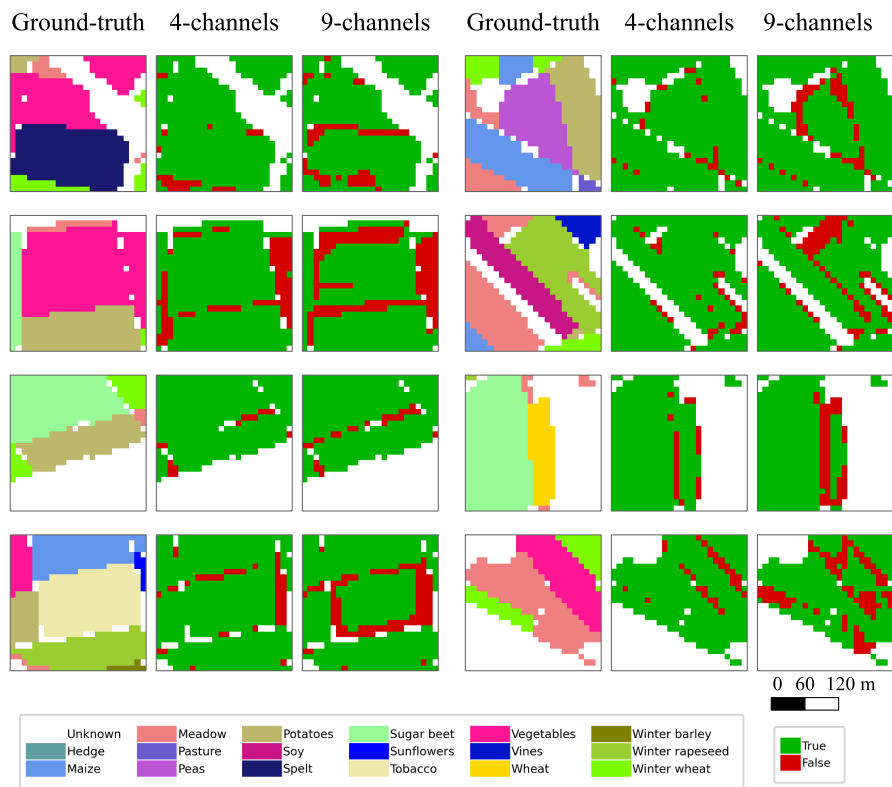 Ground-truth 4-channels 9-channels Ground-truth 4-channels 9-channels
0 60 120 m
Unknown Meadow Potatoes Sugar beet Vegetables Winter barley
Hedge Pasture Soy Sunflowers Vines Winter rapeseed
Maize Peas Spelt Tobacco Wheat Winter wheat
True
False